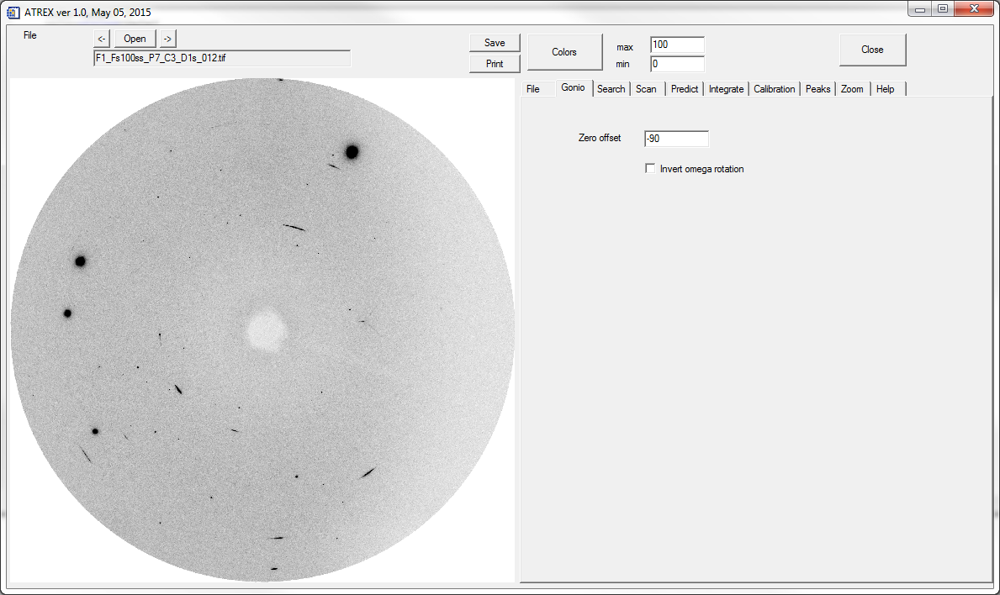 ATREX ver 1.0, May 05, 2015
File
<- Open ->
F1_Fs100ss_P7_C3_D1s_012.tif
Save
Print
Colors
max 100
min 0
Close
File Gonio Search Scan Predict Integrate Calibration Peaks Zoom Help
Zero offset -90
Invert omega rotation